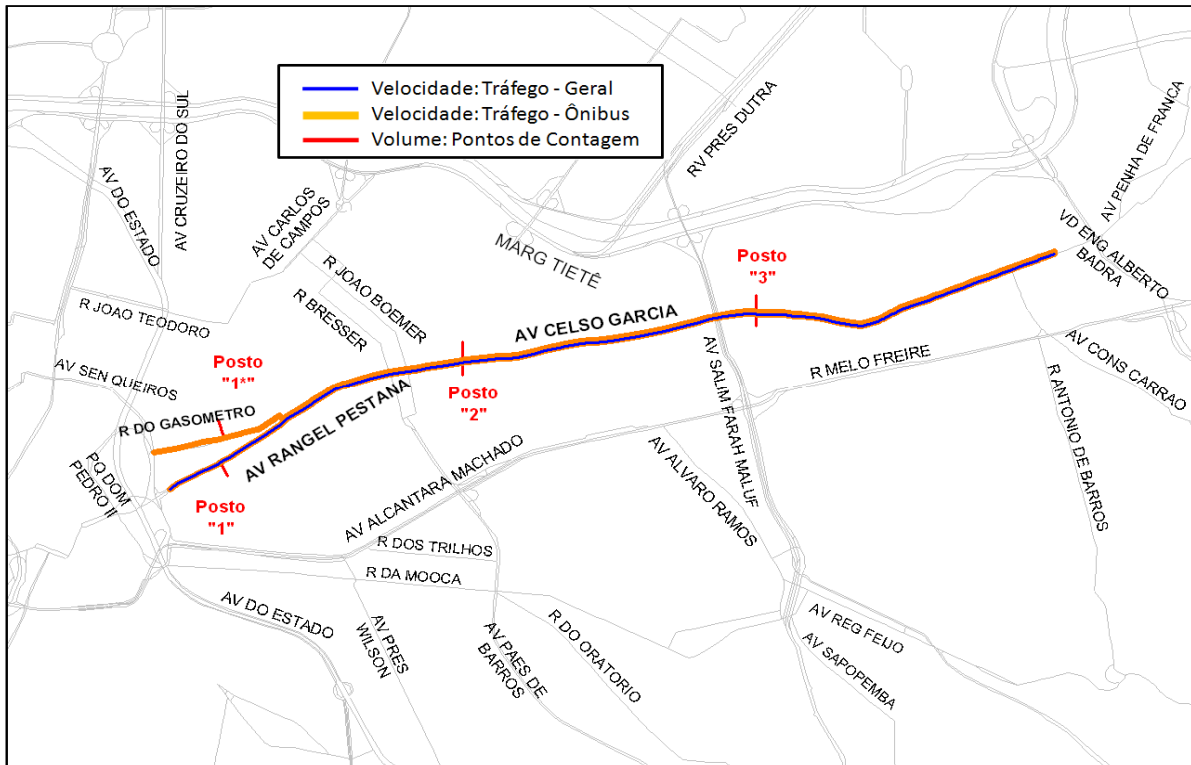 Velocidade: Tráfego - Geral
Velocidade: Tráfego - Ônibus
Volume: Pontos de Contagem
AV DO ESTADO
AV CRUZEIRO DO SUL
AV CARLOS
DE CAMPOS
RV PRES DUTRA
AV PENHA DE FRANCA
VD ENG ALBERTO
BADRA
MARG TIETÊ
R JOAO BOEMER
R BRESSER
R JOAO TEODORO
Posto
"3"
AV CELSO GARCIA
AV SEN QUEIROS
Posto
"1*"
R DO GASOMETRO
AV RANGEL PESTANA
Posto
"2"
R MELO FREIRE
AV SALIM FARAH MALUF
AV CONS CARRAO
R ANTONIO DE BARROS
PQ DOM
PEDRO II
Posto
"1"
AV ALCANTARA MACHADO
AV ALVARO RAMOS
R DOS TRILHOS
R DA MOOCA
AV DO ESTADO
AV PRES
WILSON
AV PAES DE
BARROS
R DO ORATORIO
AV REG FEIJO
AV SAPOPEMBA